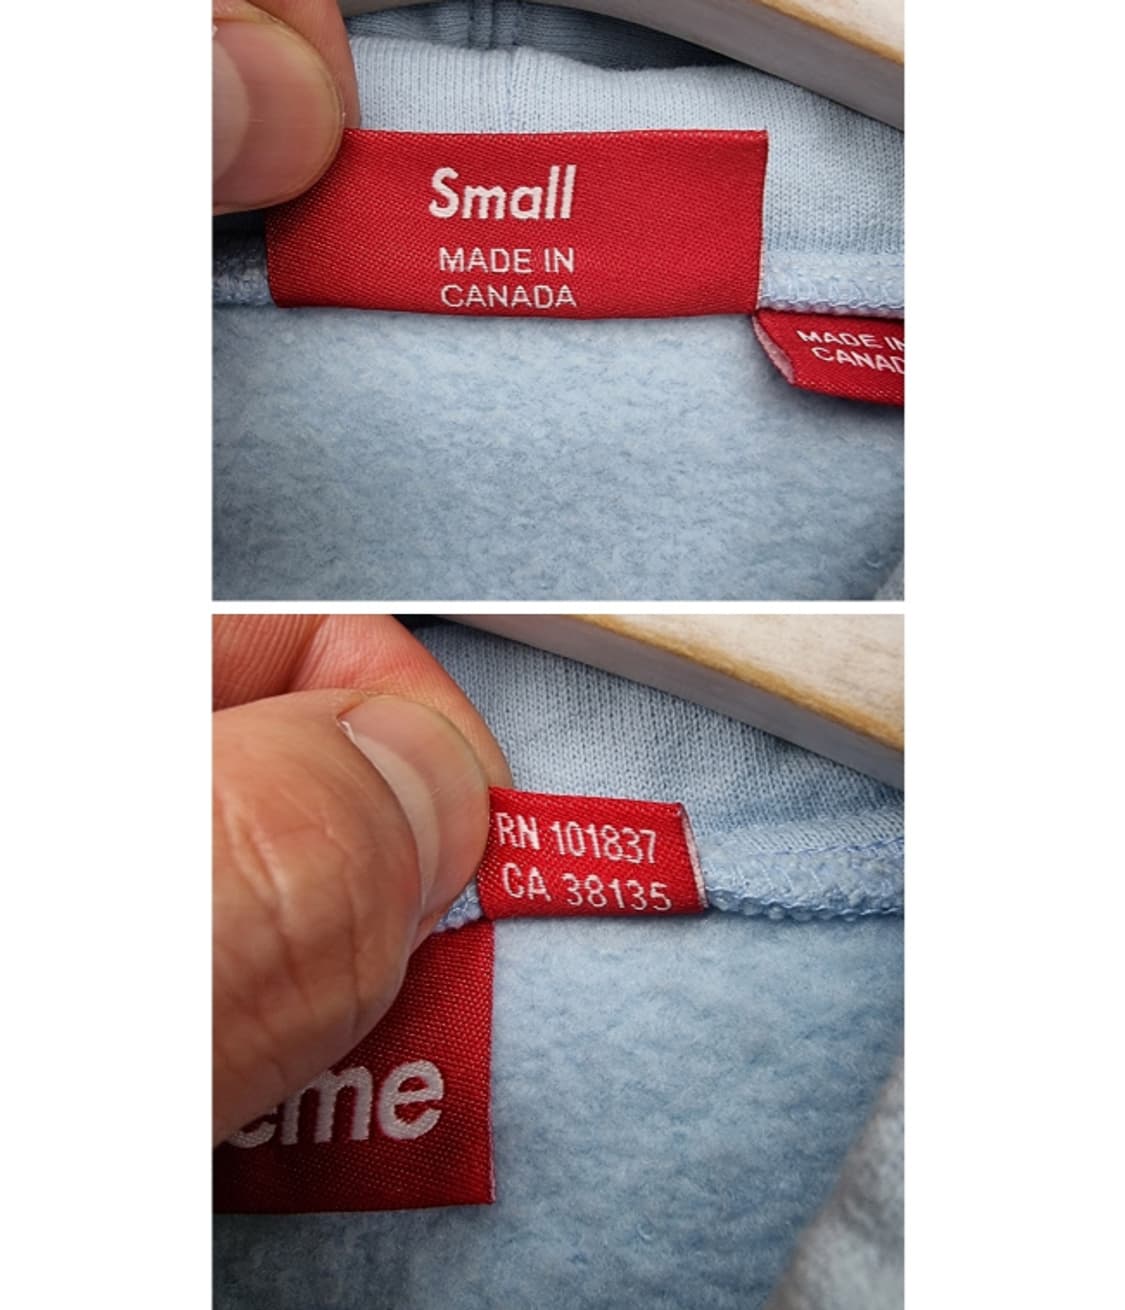 Small
MADE IN
CANADA
MADE IN
CANAD
RN 101837
CA 38135
eme